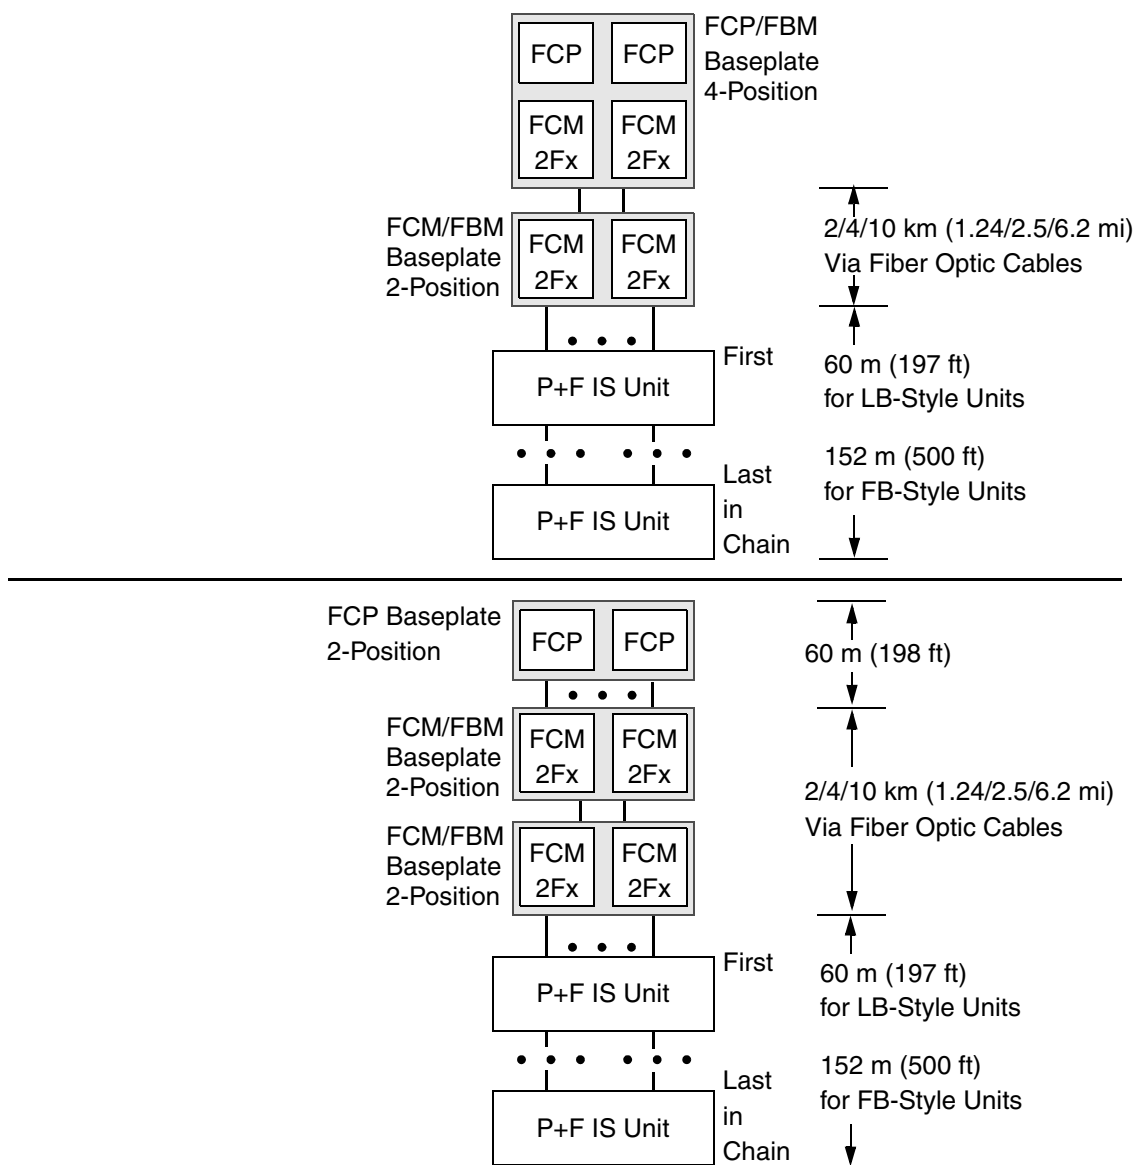 FCP/FBM
Baseplate
4-Position
FCP
FCP
FCM
2Fx
FCM
2Fx
FCM/FBM
Baseplate
2-Position
FCM
2Fx
FCM
2Fx
2/4/10 km (1.24/2.5/6.2 mi)
Via Fiber Optic Cables
First
P+F IS Unit
60 m (197 ft)
for LB-Style Units
152 m (500 ft)
for FB-Style Units
Last
in
Chain
P+F IS Unit
FCP Baseplate
2-Position
FCP
FCP
60 m (198 ft)
FCM/FBM
Baseplate
2-Position
FCM
2Fx
FCM
2Fx
2/4/10 km (1.24/2.5/6.2 mi)
Via Fiber Optic Cables
FCM/FBM
Baseplate
2-Position
FCM
2Fx
FCM
2Fx
First
P+F IS Unit
60 m (197 ft)
for LB-Style Units
152 m (500 ft)
for FB-Style Units
Last
in
Chain
P+F IS Unit